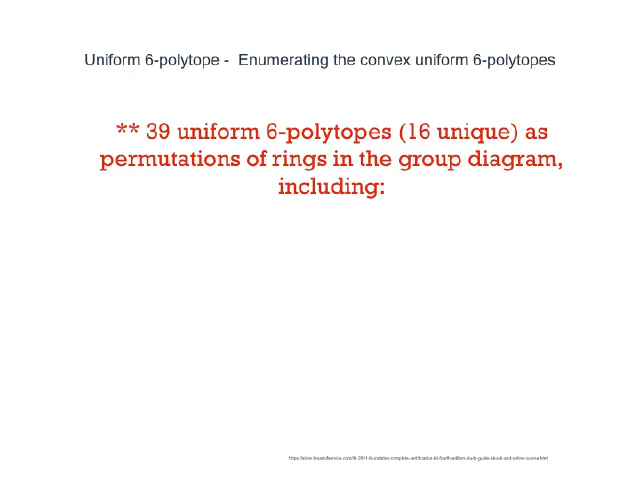 Uniform 6-polytope - Enumerating the convex uniform 6-polytopes
** 39 uniform 6-polytopes (16 unique) as
permutations of rings in the group diagram,
including: